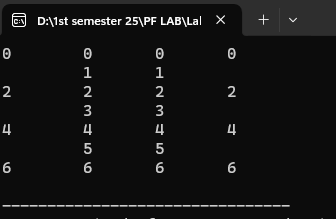 D:\1st semester 25\PF LAB\Lal
0 0 0 0
1 1
2 2 2 2
3 3
4 4 4 4
5 5
6 6 6 6
--------------------------------